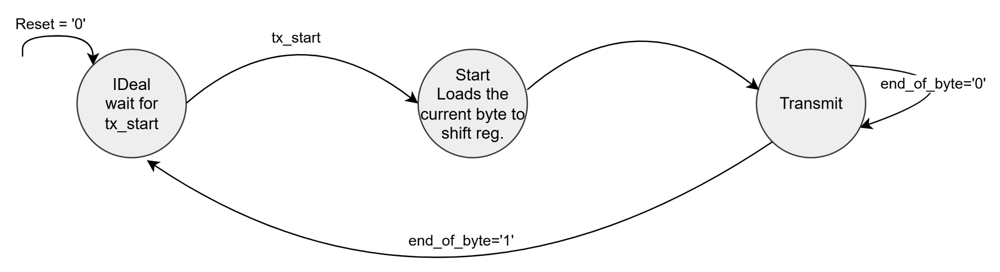 Reset = '0'
tx_start
IDeal
wait for
tx_start
Start
Loads the
current byte to
shift reg.
Transmit
end_of_byte='0'
end_of_byte='1'